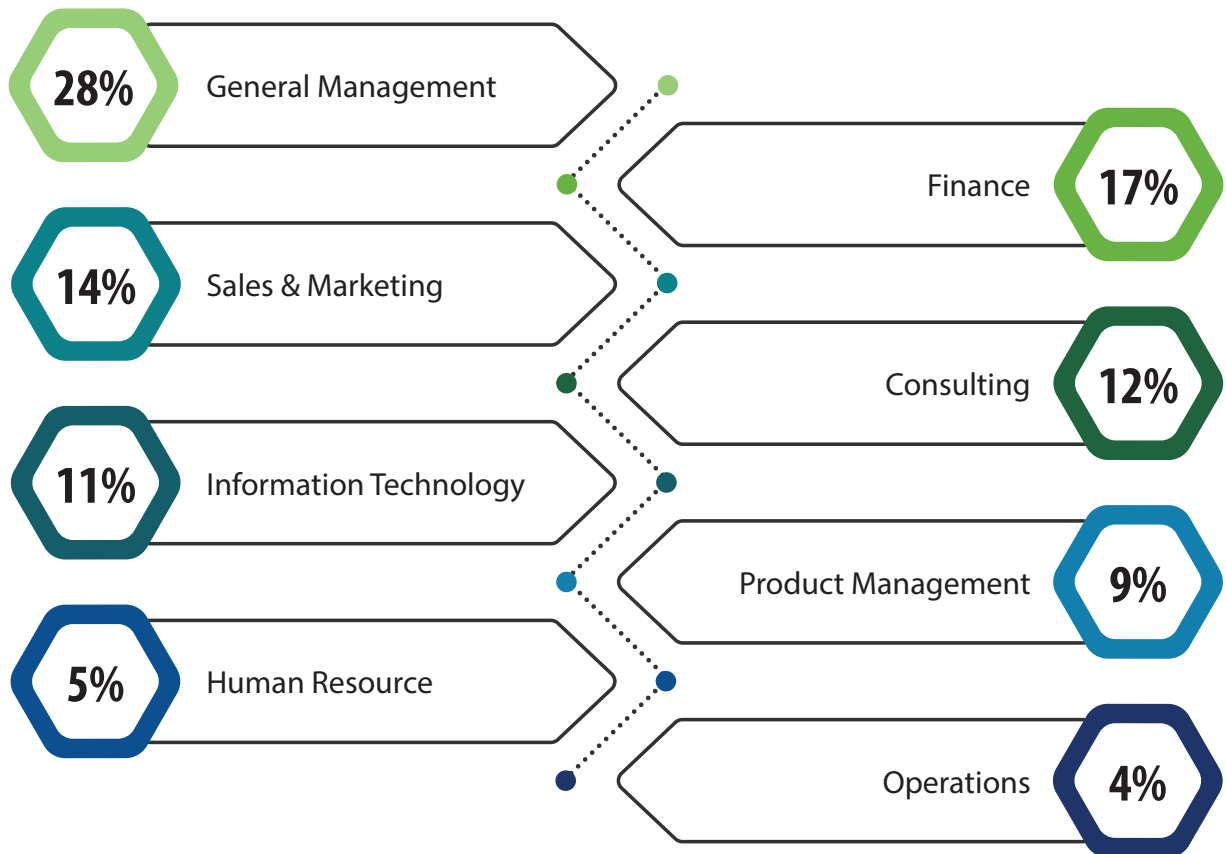 28%
General Management
Finance
17%
14%
Sales & Marketing
Consulting
12%
11%
Information Technology
Product Management
9%
5%
Human Resource
Operations
4%